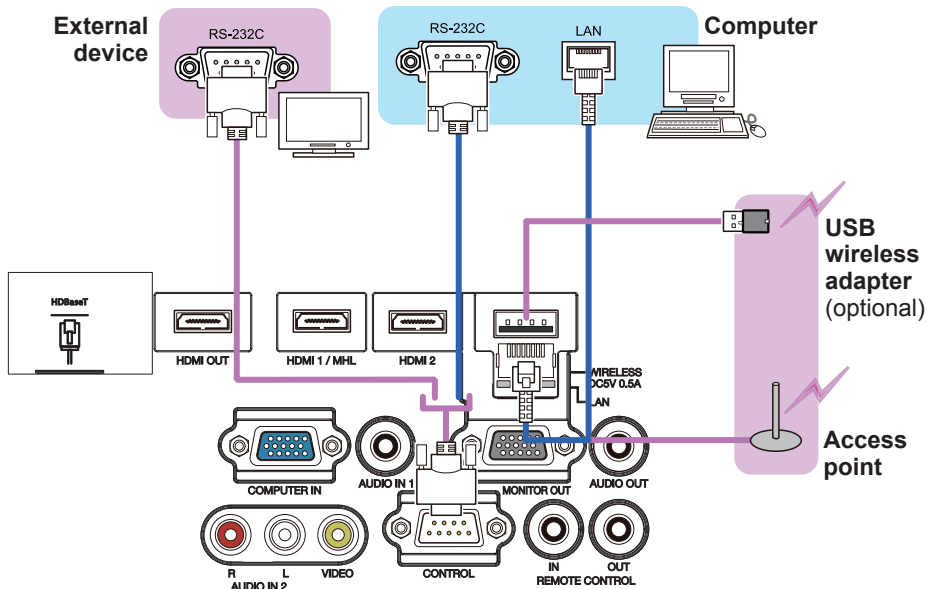 External
device
RS-232C
RS-232C
LAN
Computer
USB
wireless
adapter
(optional)
HDBaseT
HDMI OUT
HDMI 1 / MHL
HDMI 2
WIRELESS
DC5V 0.5A
LAN
Access
point
COMPUTER IN
AUDIO IN 1
MONITOR OUT
AUDIO OUT
R L VIDEO
AUDIO IN 2
CONTROL
IN OUT
REMOTE CONTROL